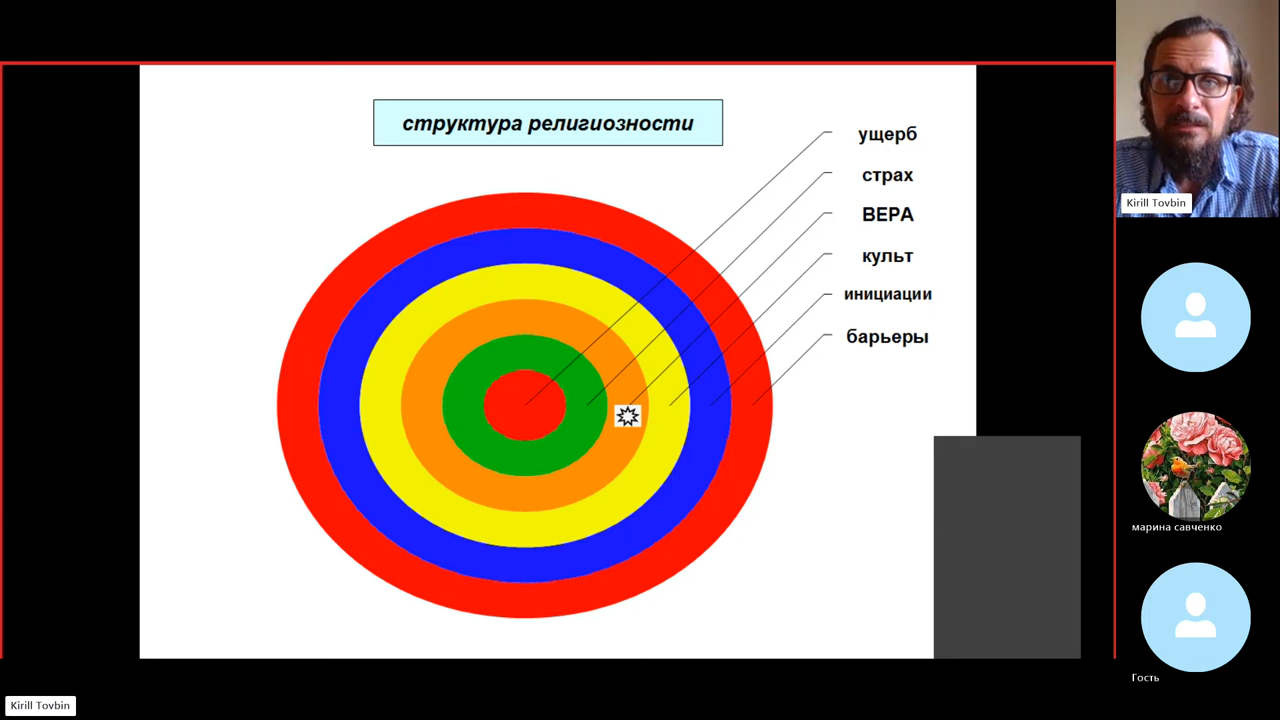 структура религиозности
ущерб
страх
ВЕРА
культ
инициации
барьеры
Kirill Tovbin
марина савченко
Гость
Kirill Tovbin